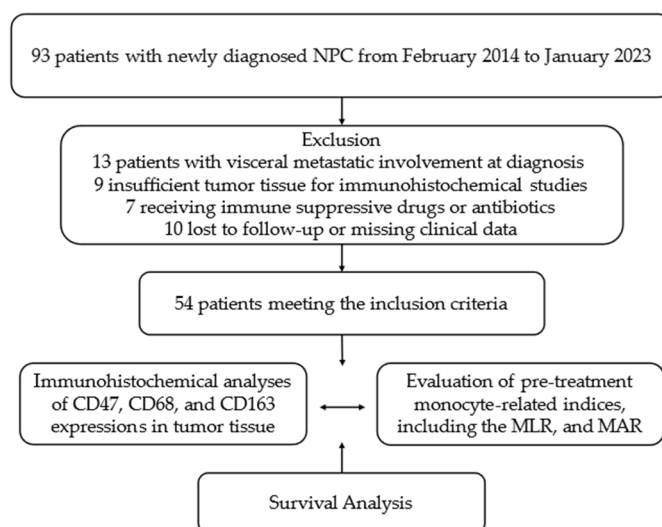 93 patients with newly diagnosed NPC from February 2014 to January 2023
Exclusion
13 patients with visceral metastatic involvement at diagnosis
9 insufficient tumor tissue for immunohistochemical studies
7 receiving immune suppressive drugs or antibiotics
10 lost to follow-up or missing clinical data
54 patients meeting the inclusion criteria
Immunohistochemical analyses
of CD47, CD68, and CD163
expressions in tumor tissue
Evaluation of pre-treatment
monocyte-related indices,
including the MLR, and MAR
Survival Analysis